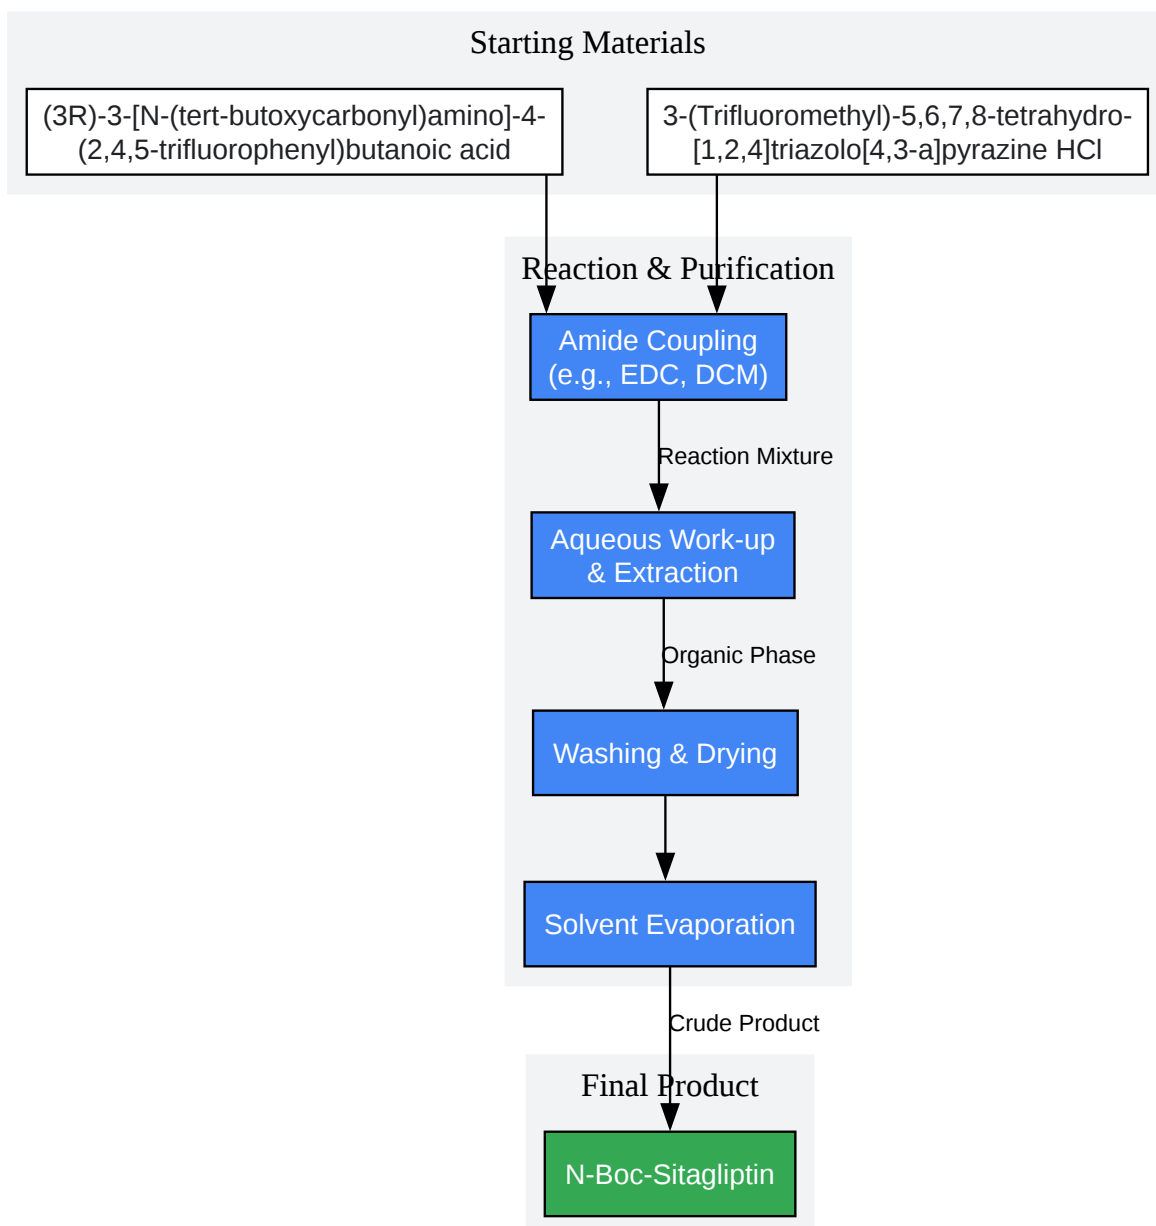 Starting Materials
(3R)-3-[N-(tert-butoxycarbonyl)amino]-4-
(2,4,5-trifluorophenyl)butanoic acid
3-(Trifluoromethyl)-5,6,7,8-tetrahydro-
[1,2,4]triazolo[4,3-a]pyrazine HCl
Reaction & Purification
Amide Coupling
(e.g., EDC, DCM)
Reaction Mixture
Aqueous Work-up
& Extraction
Organic Phase
Washing & Drying
Solvent Evaporation
Crude Product
Final Product
N-Boc-Sitagliptin